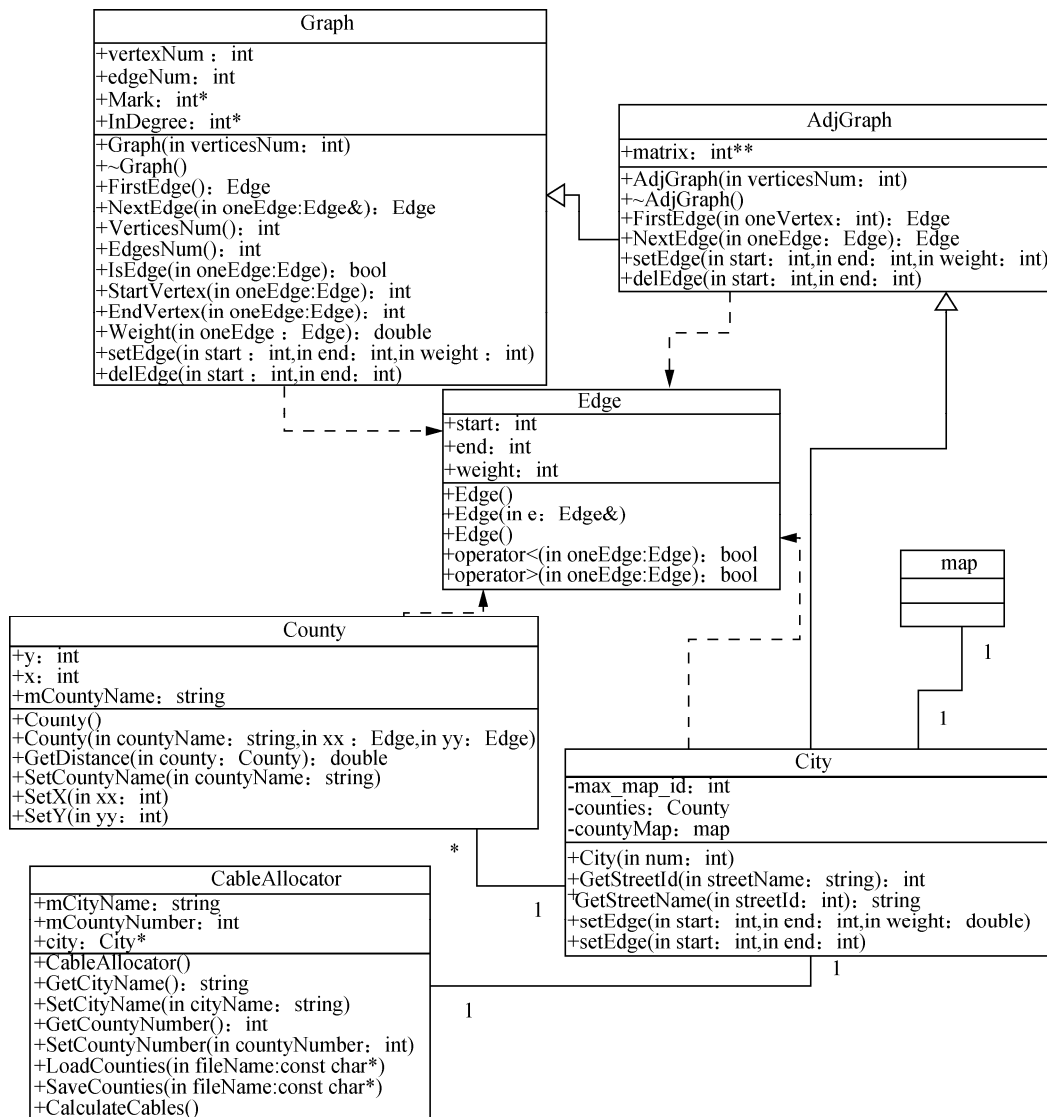 Graph
+vertexNum：int
+edgeNum：int
+Mark：int*
+InDegree：int*
+Graph(in verticesNum：int)
+~Graph()
+FirstEdge()：Edge
+NextEdge(in oneEdge:Edge&)：Edge
+VerticesNum()：int
+EdgesNum()：int
+IsEdge(in oneEdge:Edge)：bool
+StartVertex(in oneEdge:Edge)：int
+EndVertex(in oneEdge:Edge)：int
+Weight(in oneEdge：Edge)：double
+setEdge(in start：int,in end：int,in weight：int)
+delEdge(in start：int,in end：int)
AdjGraph
+matrix：int**
+AdjGraph(in verticesNum：int)
+~AdjGraph()
+FirstEdge(in oneVertex：int)：Edge
+NextEdge(in oneEdge：Edge)：Edge
+setEdge(in start：int,in end：int,in weight：int)
+delEdge(in start：int,in end：int)
Edge
+start：int
+end：int
+weight：int
+Edge()
+Edge(in e：Edge&)
+Edge()
+operator<(in oneEdge:Edge)：bool
+operator>(in oneEdge:Edge)：bool
map
1
1
County
+y：int
+x：int
+mCountyName：string
+County()
+County(in countyName：string,in xx：Edge,in yy：Edge)
+GetDistance(in county：County)：double
+SetCountyName(in countyName：string)
+SetX(in xx：int)
+SetY(in yy：int)
*
1
City
-max_map_id：int
-counties：County
-countyMap：map
+City(in num：int)
+GetStreetId(in streetName：string)：int
+GetStreetName(in streetId：int)：string
+setEdge(in start：int,in end：int,in weight：double)
+setEdge(in start：int,in end：int)
1
1
CableAllocator
+mCityName：string
+mCountyNumber：int
+city：City*
+CableAllocator()
+GetCityName()：string
+SetCityName(in cityName：string)
+GetCountyNumber()：int
+SetCountyNumber(in countyNumber：int)
+LoadCounties(in fileName:const char*)
+SaveCounties(in fileName:const char*)
+CalculateCables()